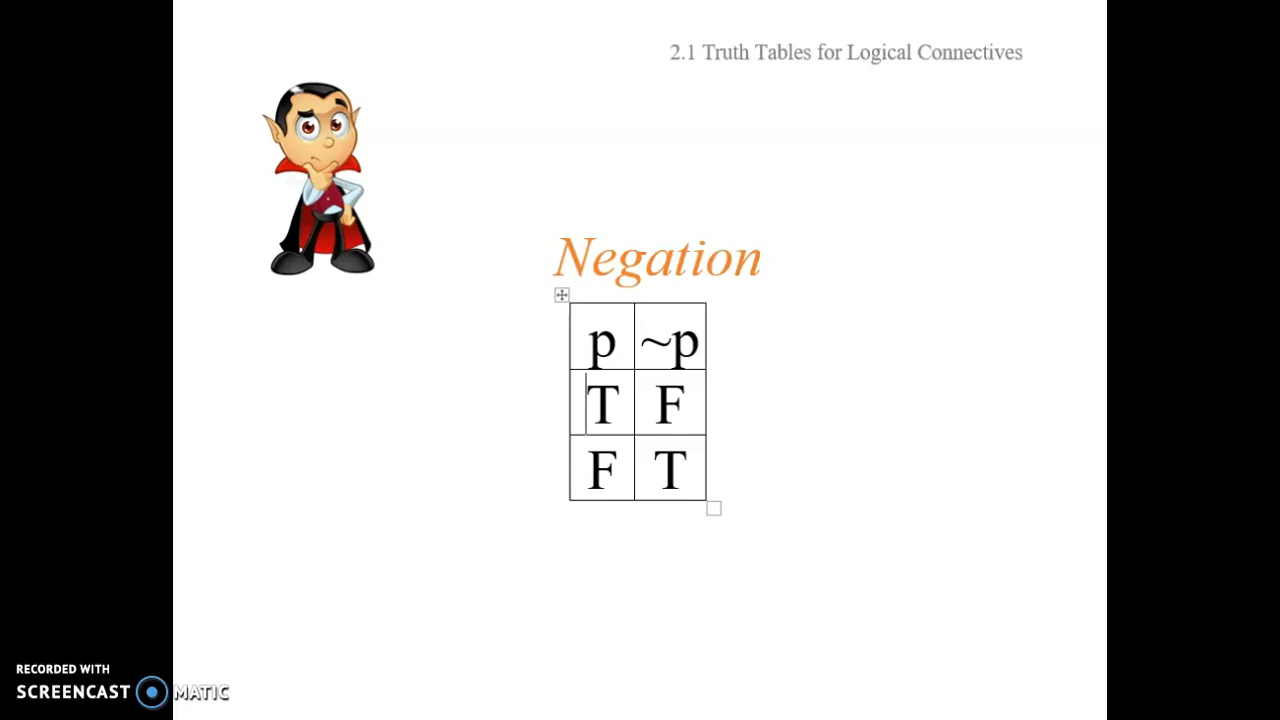 2.1 Truth Tables for Logical Connectives
Negation
p ~p
T F
F T
RECORDED WITH
SCREENCAST MATIC